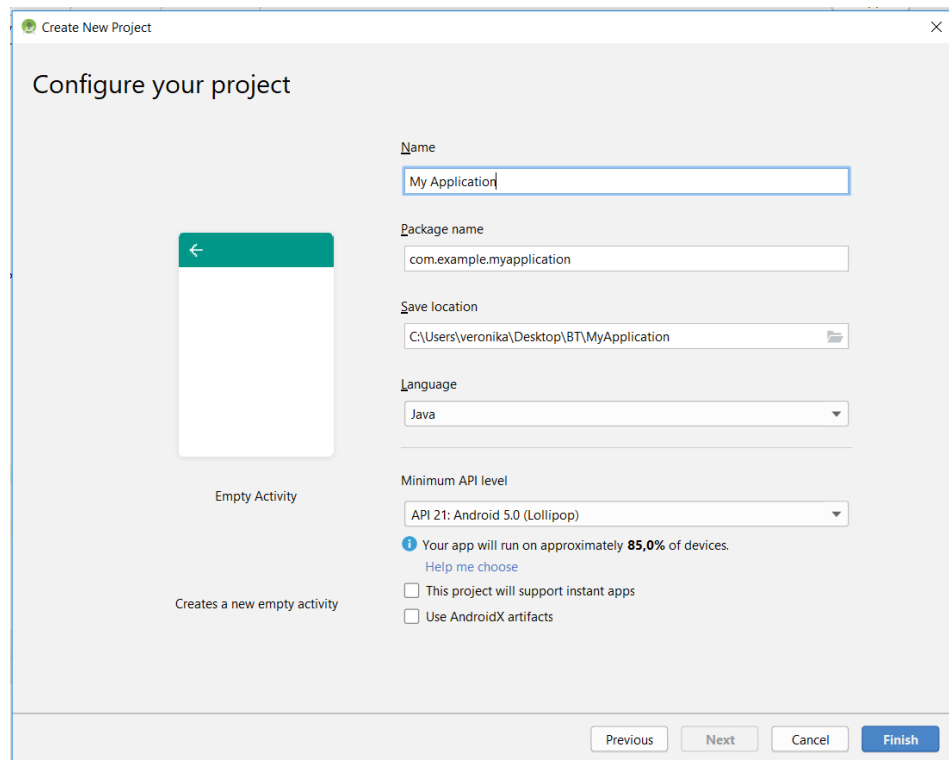 Create New Project
Configure your project
Name
My Application
Package name
com.example.myapplication
Save location
C:\Users\veronika\Desktop\BT\MyApplication
Language
Java
Empty Activity
Minimum API level
API 21: Android 5.0 (Lollipop)
Your app will run on approximately 85,0% of devices.
Help me choose
Creates a new empty activity
This project will support instant apps
Use AndroidX artifacts
Previous
Next
Cancel
Finish